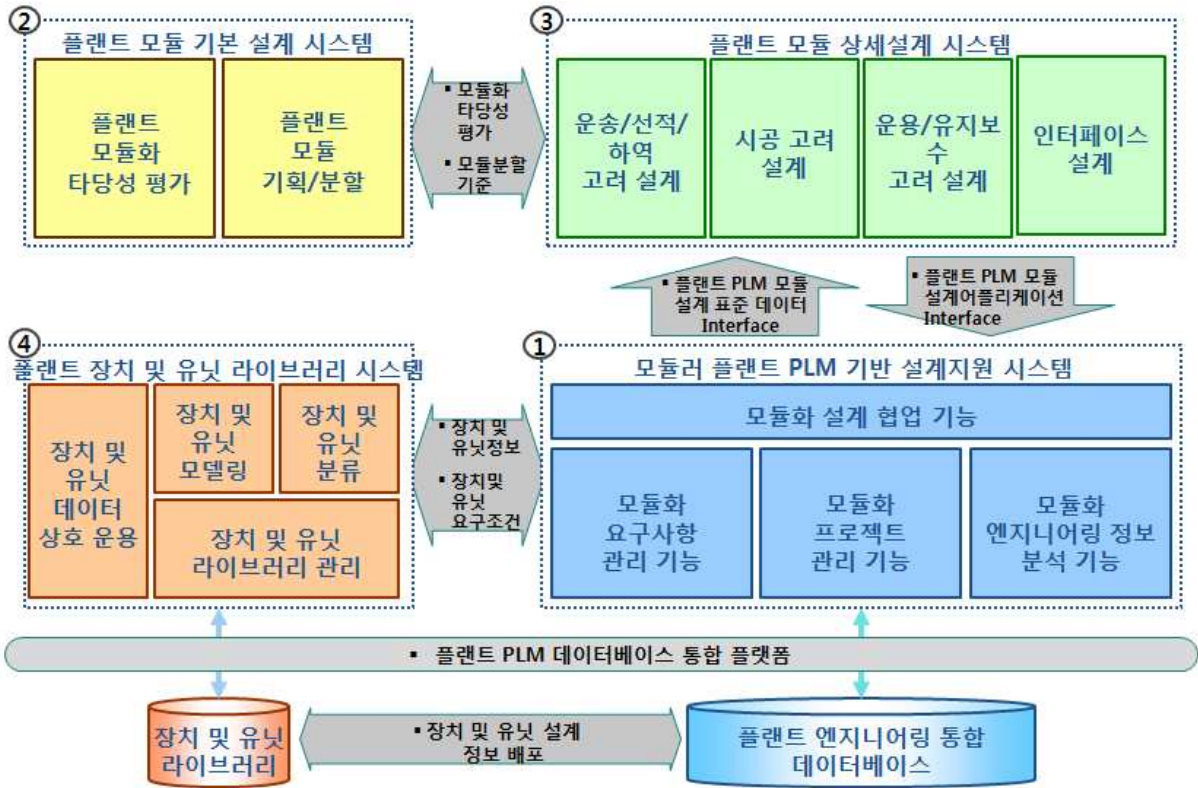 ②
플랜트 모듈 기본 설계 시스템
플랜트
모듈화
타당성 평가
플랜트
모듈
기획/분할
▪ 모듈화
타당성
평가
▪ 모듈분할
기준
③
플랜트 모듈 상세설계 시스템
운송/선적/
하역
고려 설계
시공 고려
설계
운용/유지보
수
고려 설계
인터페이스
설계
▪ 플랜트 PLM 모듈
설계 표준 데이터
Interface
▪ 플랜트 PLM 모듈
설계어플리케이션
Interface
④
플랜트 장치 및 유닛 라이브러리 시스템
장치 및
유닛
데이터
상호 운용
장치 및
유닛
모델링
장치 및
유닛
분류
장치 및 유닛
라이브러리 관리
▪ 장치 및
유닛정보
▪ 장치및
유닛
요구조건
①
모듈러 플랜트 PLM 기반 설계지원 시스템
모듈화 설계 협업 기능
모듈화
요구사항
관리 기능
모듈화
프로젝트
관리 기능
모듈화
엔지니어링 정보
분석 기능
▪ 플랜트 PLM 데이터베이스 통합 플랫폼
장치 및 유닛
라이브러리
▪ 장치 및 유닛 설계
정보 배포
플랜트 엔지니어링 통합
데이터베이스